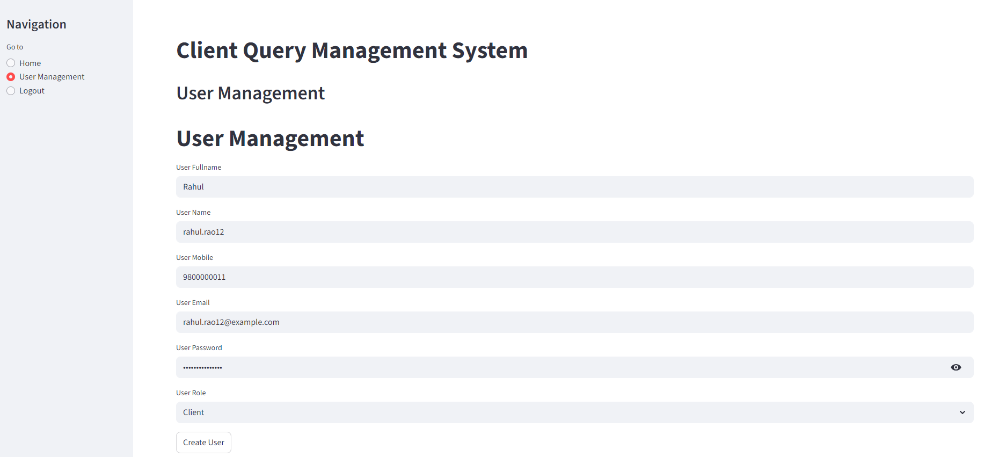 Navigation
Go to
Home
User Management
Logout
Client Query Management System
User Management
User Management
User Fullname
Rahul
User Name
rahul.rao12
User Mobile
9800000011
User Email
rahul.rao12@example.com
User Password
•••••••••••••••
User Role
Client
Create User